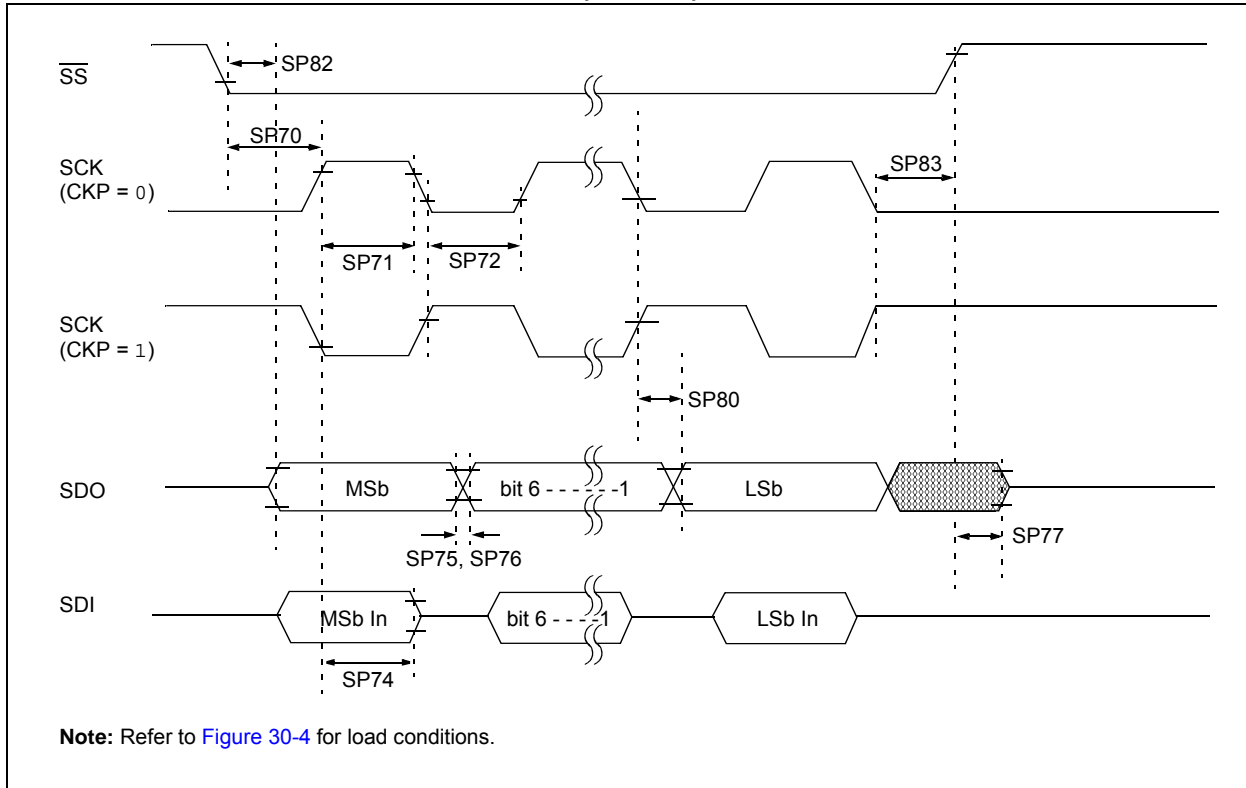 SS
SP82
SP70
SCK
(CKP = 0)
SP83
SP71
SP72
SCK
(CKP = 1)
SP80
SDO
MSb
bit 6 - - - - - -1
LSb
SP75, SP76
SP77
SDI
MSb In
bit 6 - - - -1
LSb In
SP74
Note: Refer to Figure 30-4 for load conditions.